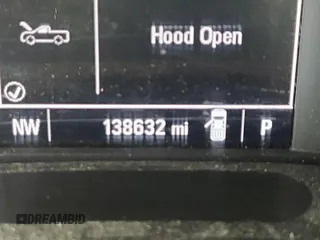 Hood Open
NW 138632 mi P
DREAMBID